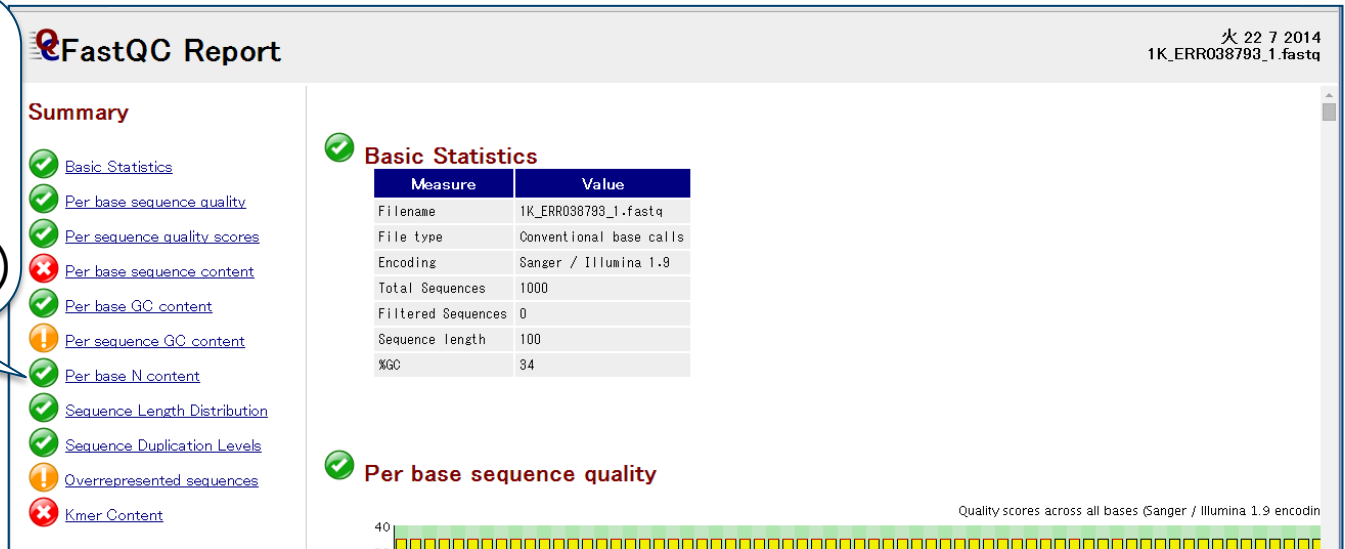 FastQC Report
火 22 7 2014
1K_ERR038793_1.fastq
Summary
Basic Statistics
Per base sequence quality
Per sequence quality scores
Per base sequence content
Per base GC content
Per sequence GC content
Per base N content
Sequence Length Distribution
Sequence Duplication Levels
Overrepresented sequences
Kmer Content
Basic Statistics
Measure Value
Filename 1K_ERR038793_1.fastq
File type Conventional base calls
Encoding Sanger / Illumina 1.9
Total Sequences 1000
Filtered Sequences 0
Sequence length 100
%GC 34
Per base sequence quality
Quality scores across all bases (Sanger / Illumina 1.9 encodin
40